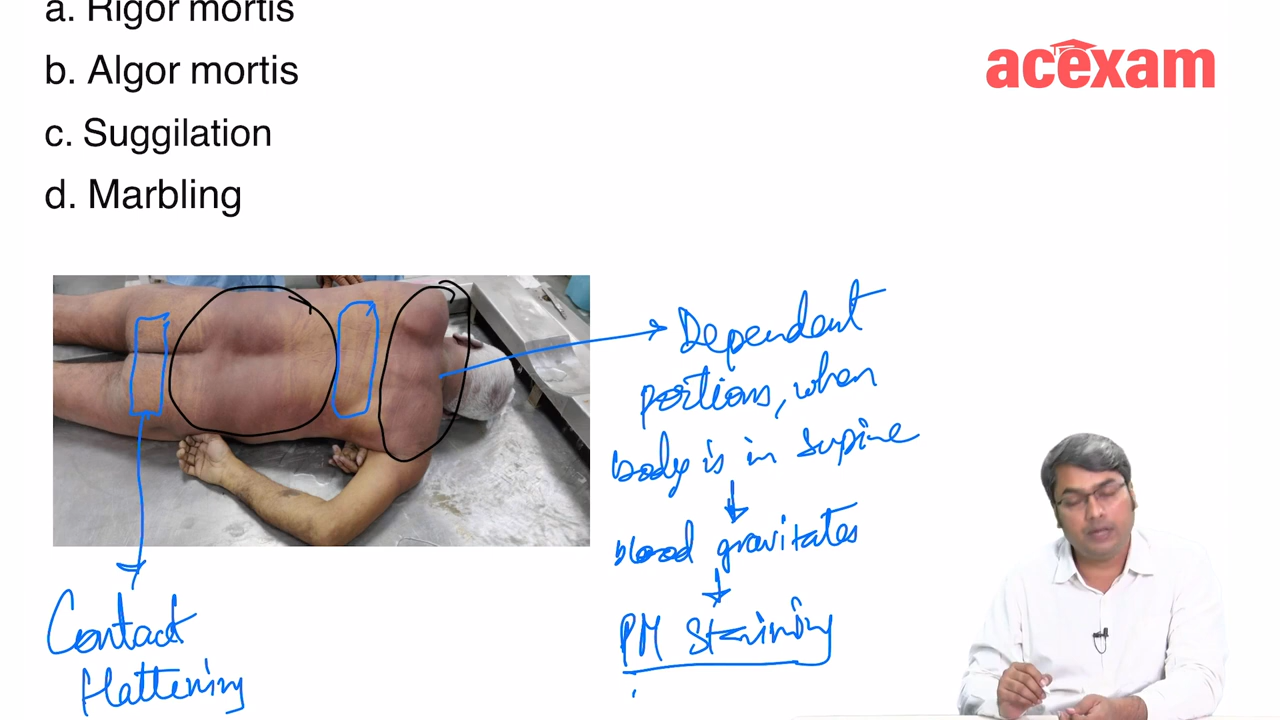 a. Rigor mortis
acexam
b. Algor mortis
c. Suggilation
d. Marbling
Dependent
portions, when
body is in supine
blood gravitates
PM Staining
Contact
flattening